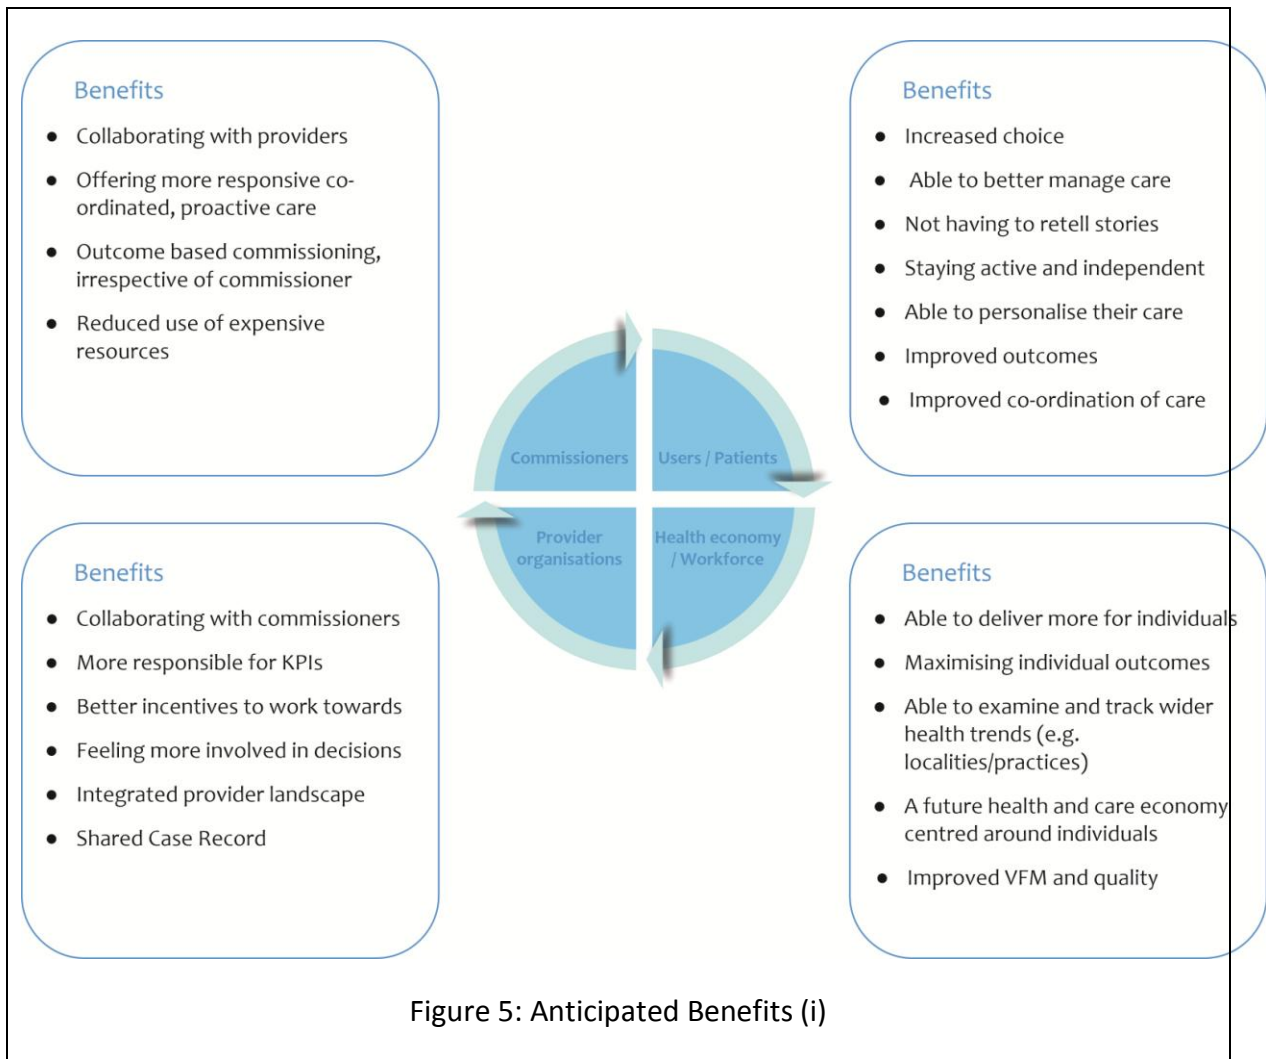 Benefits
● Collaborating with providers
● Offering more responsive co-
ordinated, proactive care
● Outcome based commissioning,
irrespective of commissioner
● Reduced use of expensive
resources
Benefits
● Increased choice
● Able to better manage care
● Not having to retell stories
● Staying active and independent
● Able to personalise their care
● Improved outcomes
● Improved co-ordination of care
Commissioners
Users / Patients
Provider
organisations
Health economy
/ Workforce
Benefits
● Collaborating with commissioners
● More responsible for KPIs
● Better incentives to work towards
● Feeling more involved in decisions
● Integrated provider landscape
● Shared Case Record
Benefits
● Able to deliver more for individuals
● Maximising individual outcomes
● Able to examine and track wider
health trends (e.g.
localities/practices)
● A future health and care economy
centred around individuals
● Improved VFM and quality
Figure 5: Anticipated Benefits (i)